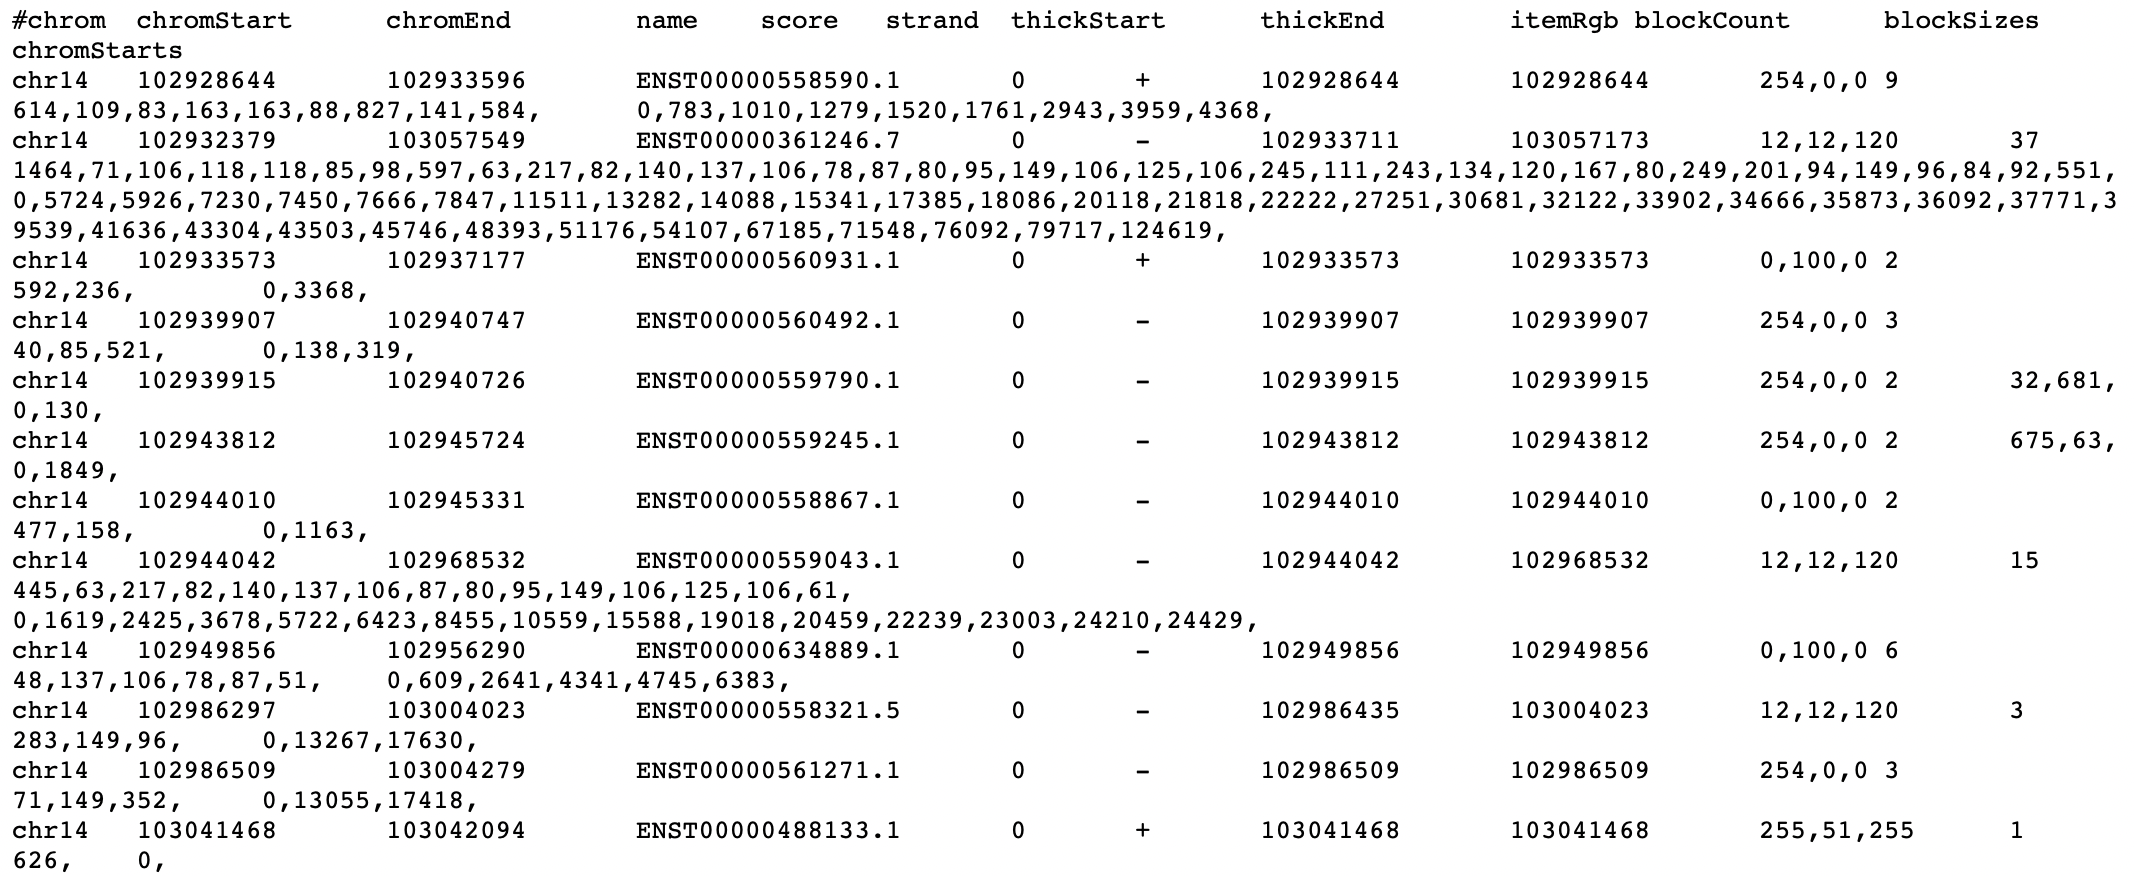 #chrom chromStart chromEnd name score strand thickStart thickEnd itemRgb blockCount blockSizes
chromStarts
chr14 102928644 102933596 ENST00000558590.1 0 + 102928644 102928644 254,0,0 9
614,109,83,163,163,88,827,141,584, 0,783,1010,1279,1520,1761,2943,3959,4368,
chr14 102932379 103057549 ENST00000361246.7 0 - 102933711 103057173 12,12,120 37
1464,71,106,118,118,85,98,597,63,217,82,140,137,106,78,87,80,95,149,106,125,106,245,111,243,134,120,167,80,249,201,94,149,96,84,92,551,
0,5724,5926,7230,7450,7666,7847,11511,13282,14088,15341,17385,18086,20118,21818,22222,27251,30681,32122,33902,34666,35873,36092,37771,3
9539,41636,43304,43503,45746,48393,51176,54107,67185,71548,76092,79717,124619,
chr14 102933573 102937177 ENST00000560931.1 0 + 102933573 102933573 0,100,0 2
592,236, 0,3368,
chr14 102939907 102940747 ENST00000560492.1 0 - 102939907 102939907 254,0,0 3
40,85,521, 0,138,319,
chr14 102939915 102940726 ENST00000559790.1 0 - 102939915 102939915 254,0,0 2 32,681,
0,130,
chr14 102943812 102945724 ENST00000559245.1 0 - 102943812 102943812 254,0,0 2 675,63,
0,1849,
chr14 102944010 102945331 ENST00000558867.1 0 - 102944010 102944010 0,100,0 2
477,158, 0,1163,
chr14 102944042 102968532 ENST00000559043.1 0 - 102944042 102968532 12,12,120 15
445,63,217,82,140,137,106,87,80,95,149,106,125,106,61,
0,1619,2425,3678,5722,6423,8455,10559,15588,19018,20459,22239,23003,24210,24429,
chr14 102949856 102956290 ENST00000634889.1 0 - 102949856 102949856 0,100,0 6
48,137,106,78,87,51, 0,609,2641,4341,4745,6383,
chr14 102986297 103004023 ENST00000558321.5 0 - 102986435 103004023 12,12,120 3
283,149,96, 0,13267,17630,
chr14 102986509 103004279 ENST00000561271.1 0 - 102986509 102986509 254,0,0 3
71,149,352, 0,13055,17418,
chr14 103041468 103042094 ENST00000488133.1 0 + 103041468 103041468 255,51,255 1
626, 0,